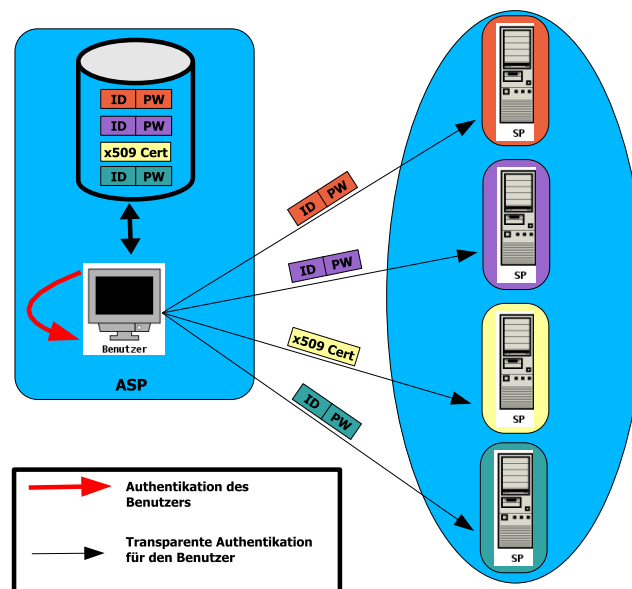 ID PW
ID PW
x509 Cert
ID PW
Benutzer
ASP
ID PW
ID PW
x509 Cert
ID PW
SP
SP
SP
SP
Authentikation des
Benutzers
Transparente Authentikation
für den Benutzer